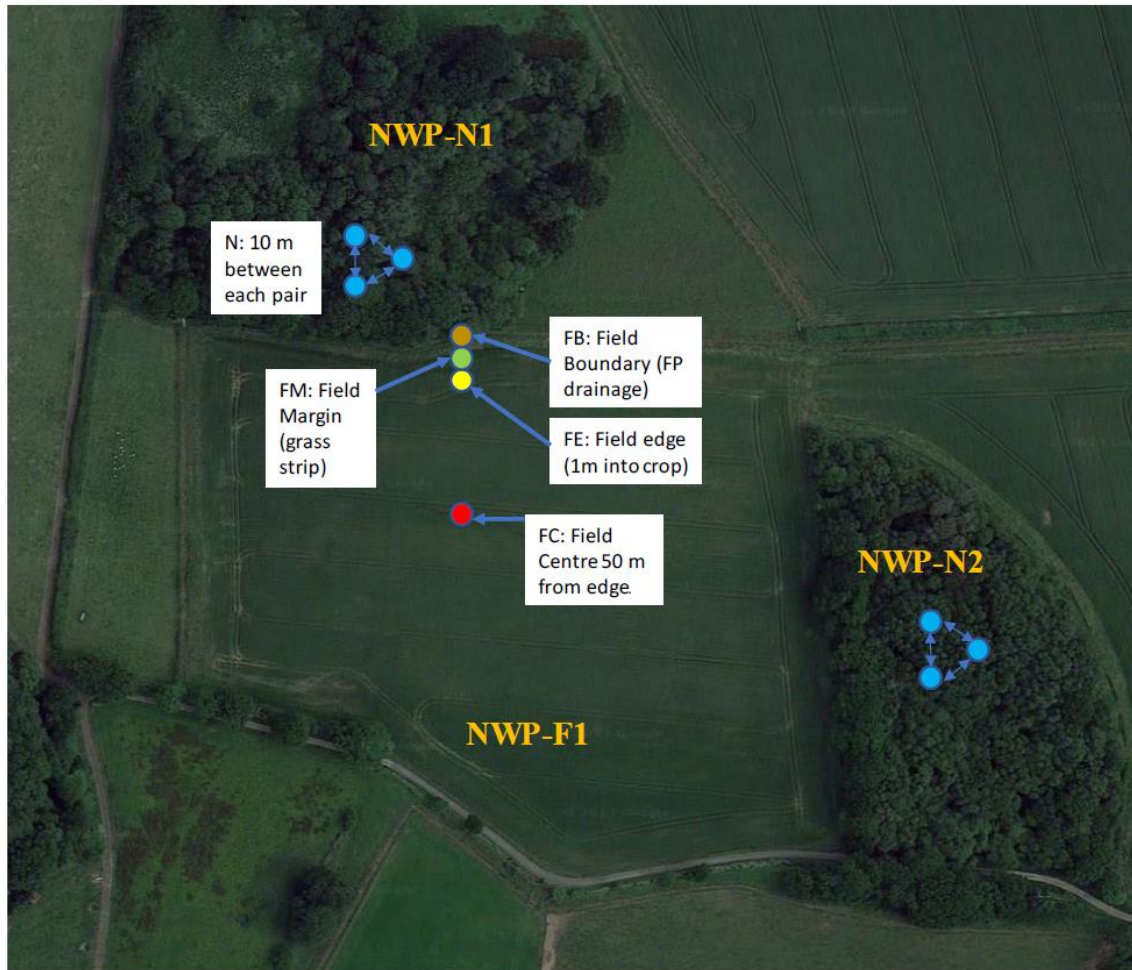 NWP-N1
N: 10 m
between
each pair
FB: Field
Boundary (FP
drainage)
FM: Field
Margin
(grass
strip)
FE: Field edge
(1m into crop)
FC: Field
Centre 50 m
from edge.
NWP-N2
NWP-F1